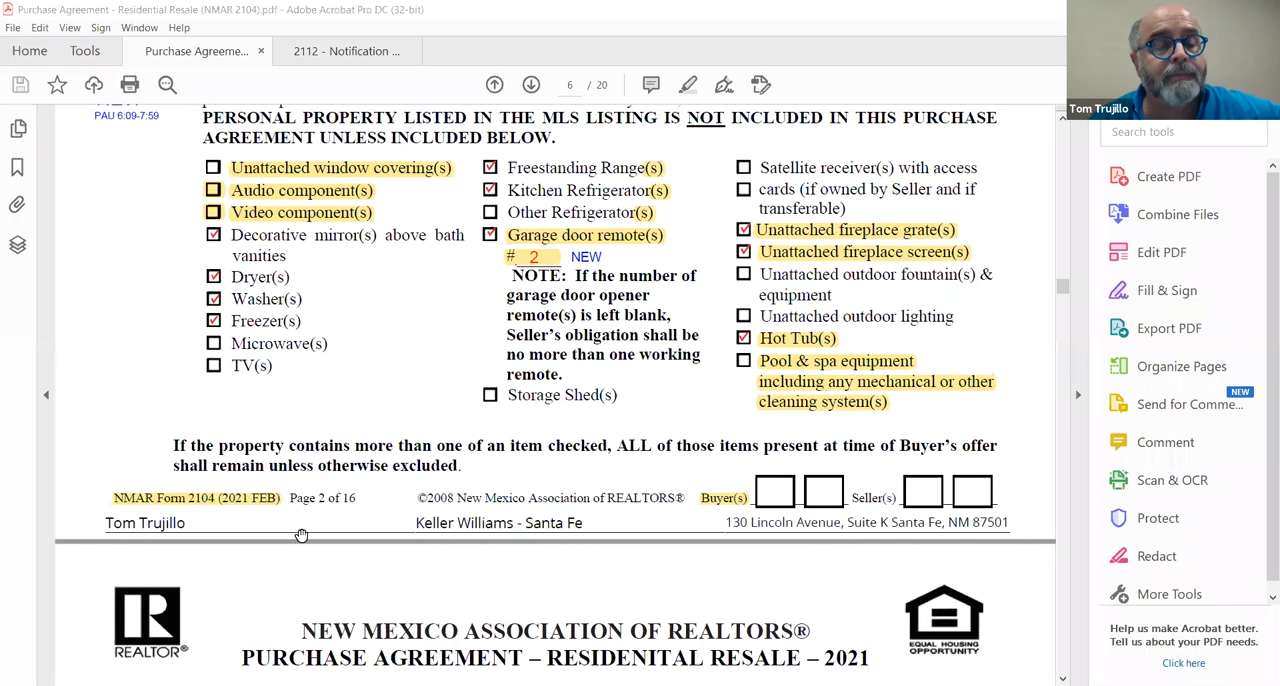 Purchase Agreement - Residential Resale (NMAR 2104).pdf - Adobe Acrobat Pro DC (32-bit)
File Edit View Sign Window Help
Home Tools Purchase Agreeme... × 2112 - Notification ...
6 / 20
Tom Trujillo
Search tools
PAU 6:09-7:59
PERSONAL PROPERTY LISTED IN THE MLS LISTING IS NOT INCLUDED IN THIS PURCHASE
AGREEMENT UNLESS INCLUDED BELOW.
Unattached window covering(s)
Audio component(s)
Video component(s)
Decorative mirror(s) above bath
vanities
Dryer(s)
Washer(s)
Freezer(s)
Microwave(s)
TV(s)
Freestanding Range(s)
Kitchen Refrigerator(s)
Other Refrigerator(s)
Garage door remote(s)
# 2 NEW
NOTE: If the number of
garage door opener
remote(s) is left blank,
Seller's obligation shall be
no more than one working
remote.
Storage Shed(s)
Satellite receiver(s) with access
cards (if owned by Seller and if
transferable)
Unattached fireplace grate(s)
Unattached fireplace screen(s)
Unattached outdoor fountain(s) &
equipment
Unattached outdoor lighting
Hot Tub(s)
Pool & spa equipment
including any mechanical or other
cleaning system(s)
If the property contains more than one of an item checked, ALL of those items present at time of Buyer's offer
shall remain unless otherwise excluded.
NMAR Form 2104 (2021 FEB) Page 2 of 16 ©2008 New Mexico Association of REALTORS® Buyer(s) Seller(s)
Tom Trujillo Keller Williams - Santa Fe 130 Lincoln Avenue, Suite K Santa Fe, NM 87501
REALTOR®
NEW MEXICO ASSOCIATION OF REALTORS®
PURCHASE AGREEMENT – RESIDENITAL RESALE – 2021
EQUAL HOUSING
OPPORTUNITY
Create PDF
Combine Files
Edit PDF
Fill & Sign
Export PDF
Organize Pages
NEW
Send for Comme...
Comment
Scan & OCR
Protect
Redact
More Tools
Help us make Acrobat better.
Tell us about your PDF needs.
Click here